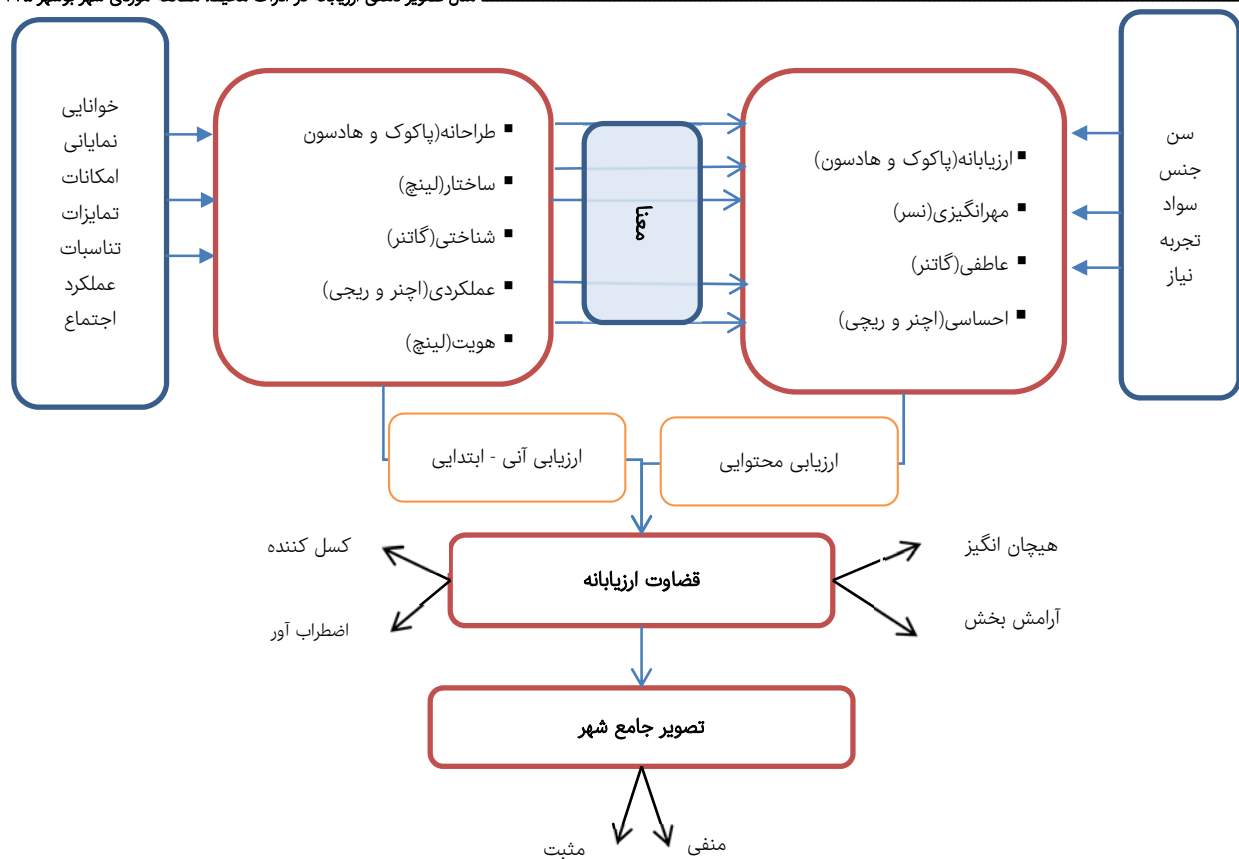 سن
جنس
سواد
تجربه
نیاز
▪ ارزیابانه(پاکوک و هادسون)
▪ مهرانگیزی(نسر)
▪ عاطفی(گاتنر)
▪ احساسی(اچنر و ریچی)
معنا
▪ طراحانه(پاکوک و هادسون
▪ ساختار(لینچ)
▪ شناختی(گاتنر)
▪ عملکردی(اچنر و ریجی)
▪ هویت(لینچ)
خوانایی
نمایانی
امکانات
تمایزات
تناسبات
عملکرد
اجتماع
ارزیابی محتوایی
ارزیابی آنی - ابتدایی
هیجان انگیز
آرامش بخش
قضاوت ارزیابانه
کسل کننده
اضطراب آور
تصویر جامع شهر
منفی
مثبت